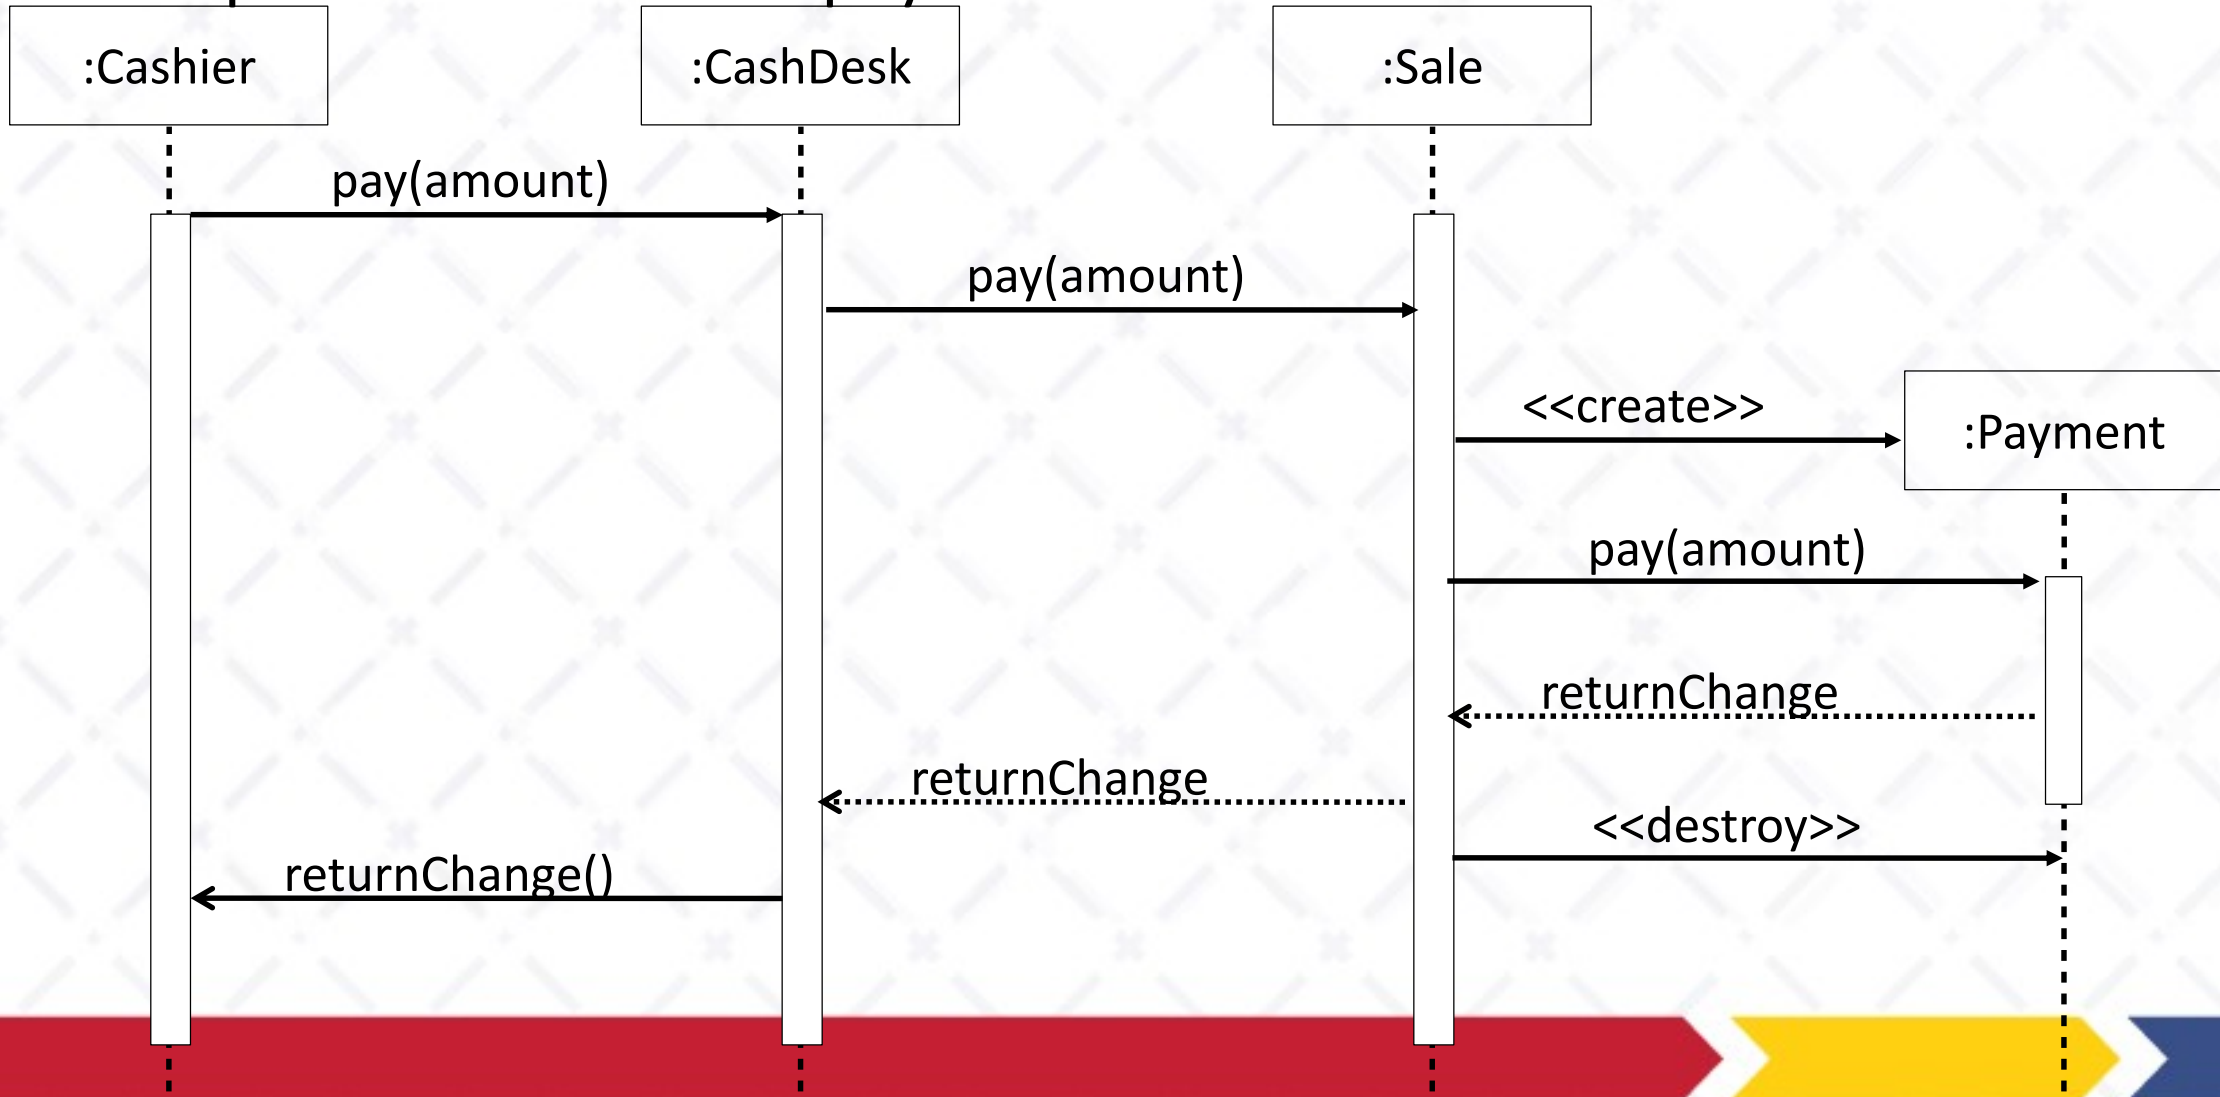 :Cashier
:CashDesk
:Sale
pay(amount)
pay(amount)
<<create>>
:Payment
pay(amount)
returnChange
returnChange
<<destroy>>
returnChange()